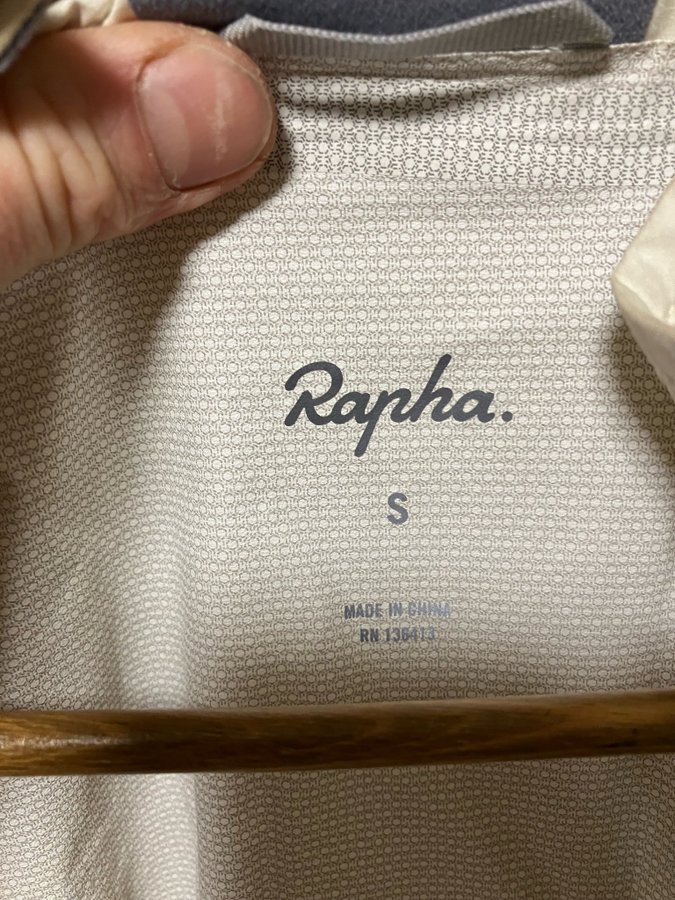 Rapha.
S
MADE IN CHINA
RN 136413